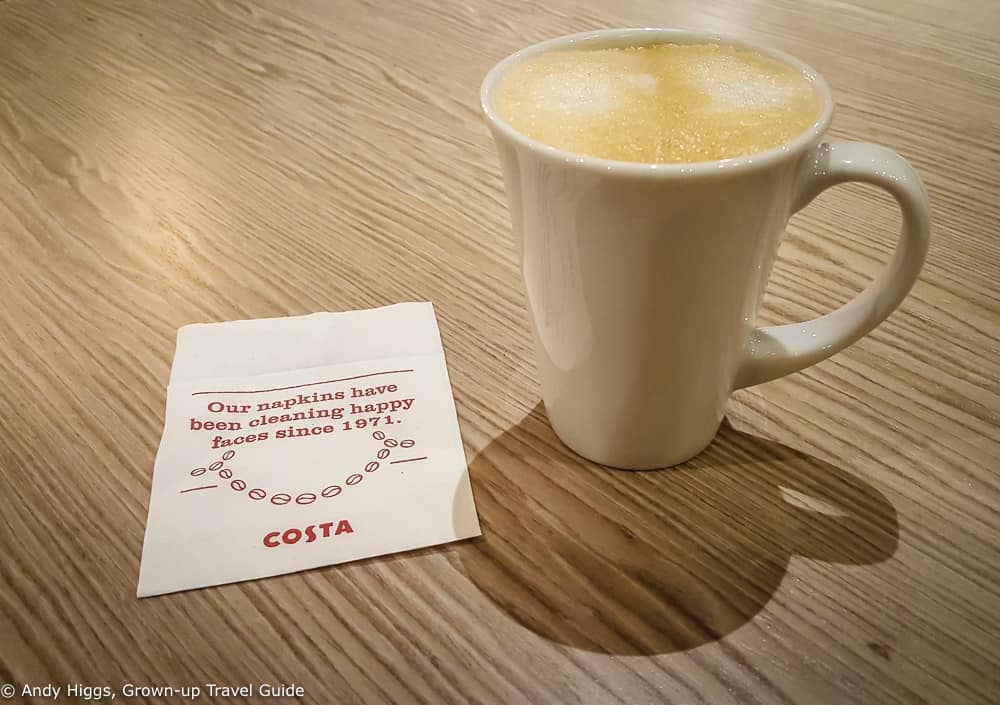 Our napkins have
been cleaning happy
faces since 1971.
COSTA
© Andy Higgs, Grown-up Travel Guide